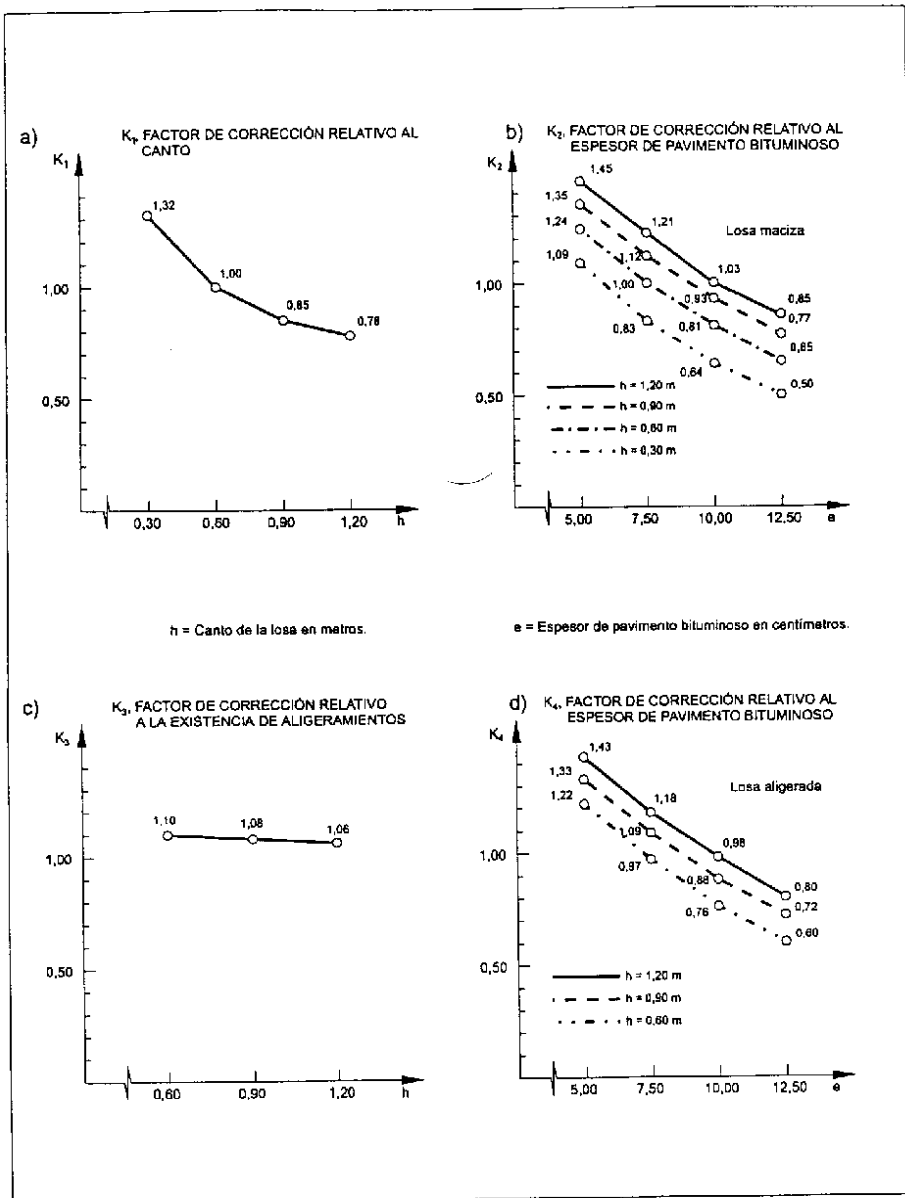 a)
K₁, FACTOR DE CORRECCIÓN RELATIVO AL
CANTO
K₁
1,32
1,00
0,85
0,78
1,00
0,50
0,30
0,60
0,90
1,20
h
b)
K₂, FACTOR DE CORRECCIÓN RELATIVO AL
ESPESOR DE PAVIMENTO BITUMINOSO
K₂
1,45
1,35
1,24
1,09
1,21
1,12
1,00
0,83
1,03
0,93
0,81
0,64
0,85
0,77
0,65
0,50
Losa maciza
1,00
0,50
h = 1,20 m
h = 0,90 m
h = 0,60 m
h = 0,30 m
5,00
7,50
10,00
12,50
e
h = Canto de la losa en metros.
e = Espesor de pavimento bituminoso en centímetros.
c)
K₃, FACTOR DE CORRECCIÓN RELATIVO
A LA EXISTENCIA DE ALIGERAMIENTOS
K₃
1,10
1,08
1,06
1,00
0,50
0,60
0,90
1,20
h
d)
K₄, FACTOR DE CORRECCIÓN RELATIVO AL
ESPESOR DE PAVIMENTO BITUMINOSO
K₄
1,43
1,33
1,22
1,18
1,09
0,97
0,98
0,88
0,76
0,80
0,72
0,60
Losa aligerada
1,00
0,50
h = 1,20 m
h = 0,90 m
h = 0,60 m
5,00
7,50
10,00
12,50
e